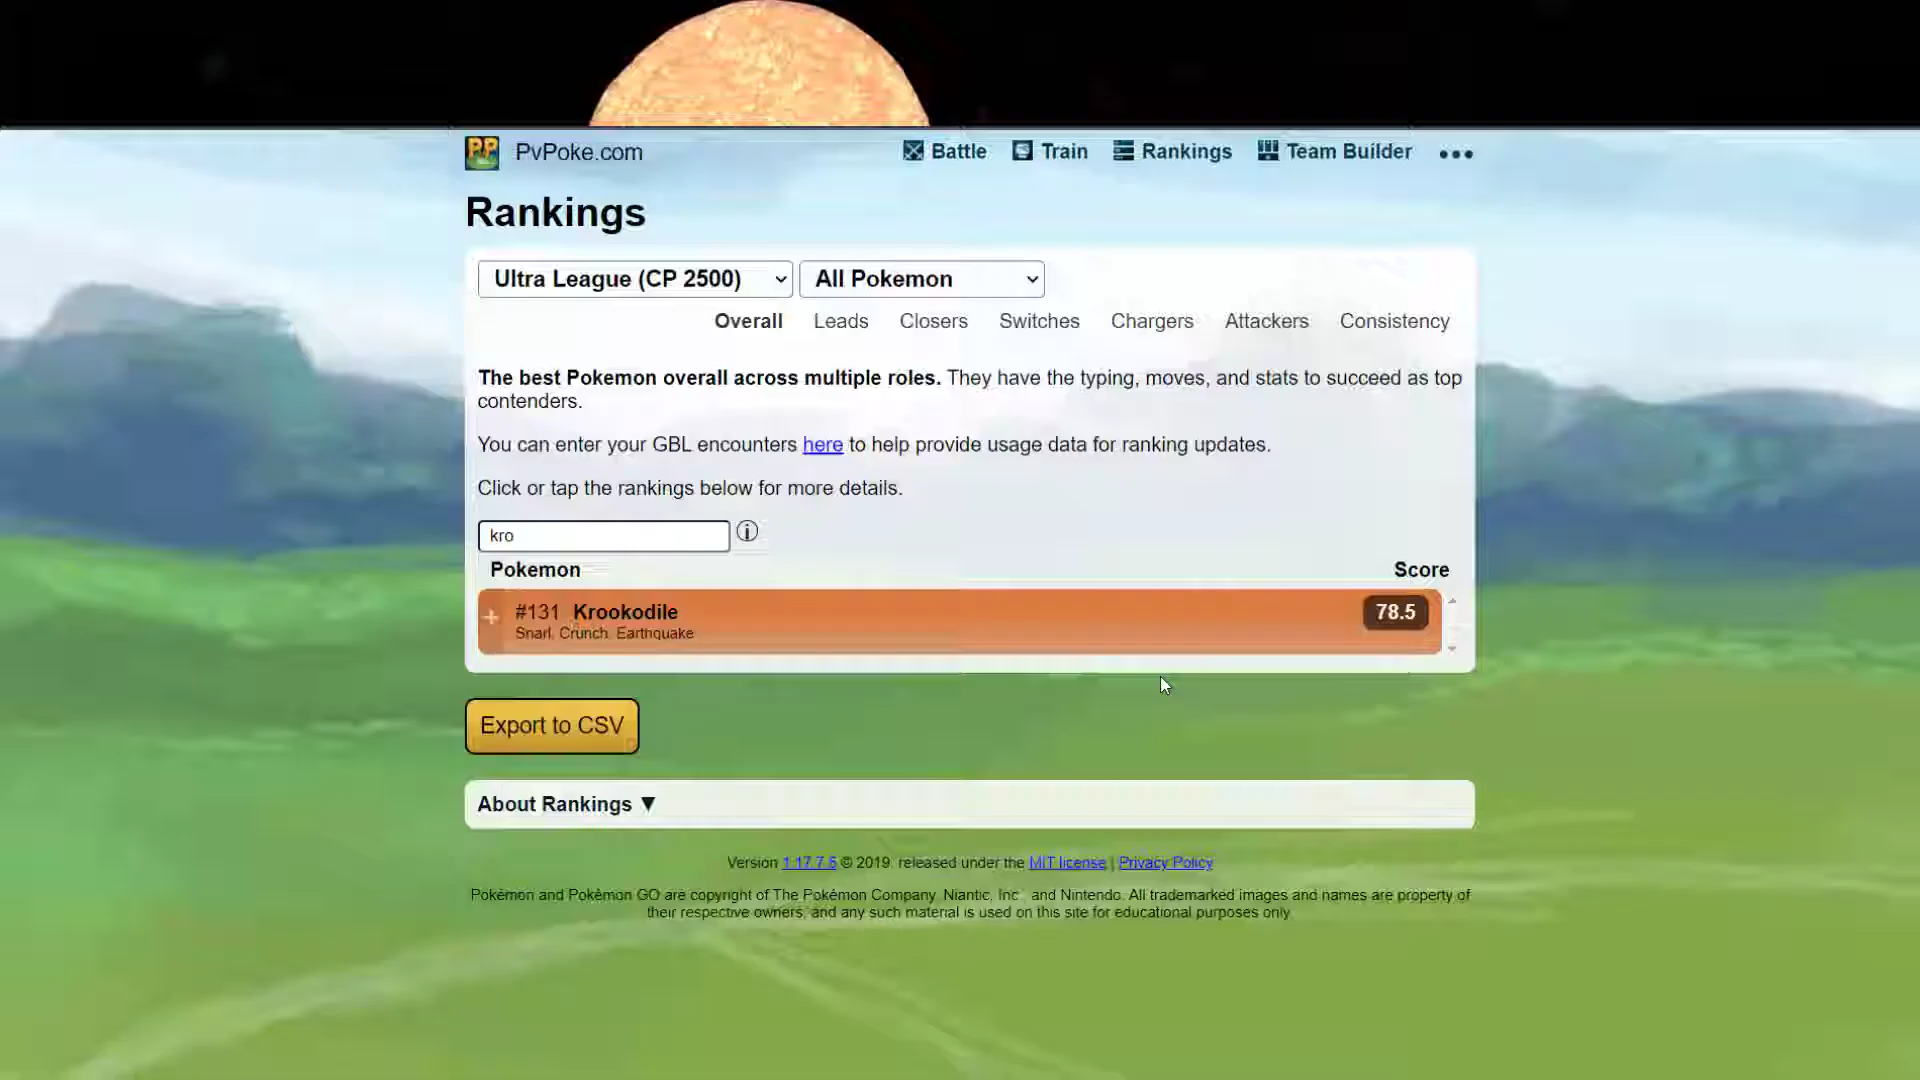 PvPoke.com
Battle
Train
Rankings
Team Builder
Rankings
Ultra League (CP 2500)
All Pokemon
Overall
Leads
Closers
Switches
Chargers
Attackers
Consistency
The best Pokemon overall across multiple roles. They have the typing, moves, and stats to succeed as top
contenders.
You can enter your GBL encounters here to help provide usage data for ranking updates.
Click or tap the rankings below for more details.
kro
Pokemon
Score
+ #131 Krookodile
78.5
Snarl, Crunch, Earthquake
Export to CSV
About Rankings ▼
Version 1.17.7.5 © 2019, released under the MIT license | Privacy Policy
Pokémon and Pokémon GO are copyright of The Pokémon Company, Niantic, Inc., and Nintendo. All trademarked images and names are property of
their respective owners, and any such material is used on this site for educational purposes only.